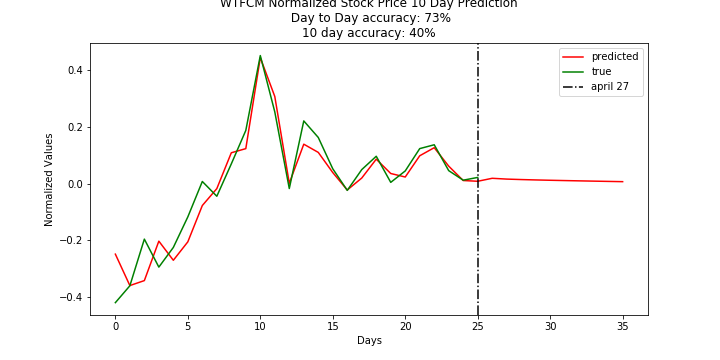 WTFCM Normalized Stock Price 10 Day Prediction
Day to Day accuracy: 73%
10 day accuracy: 40%
predicted
true
april 27
Normalized Values
0.4
0.2
0.0
−0.2
−0.4
0 5 10 15 20 25 30 35
Days